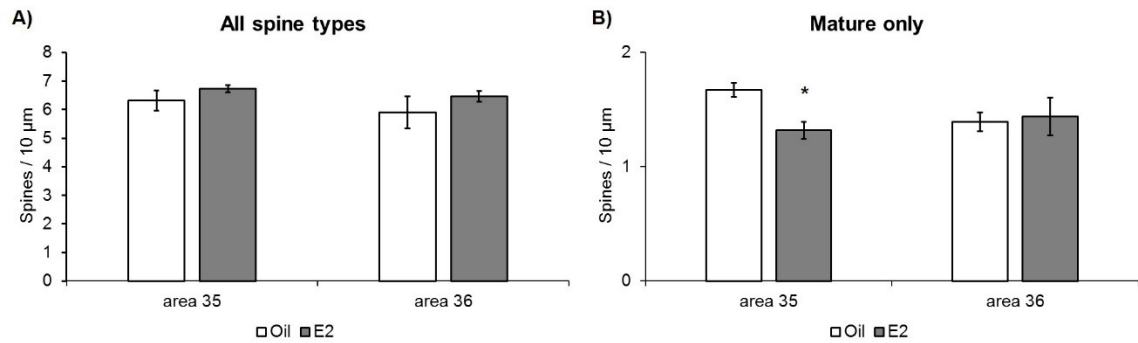 A)
All spine types
Spines / 10 µm
8
7
6
5
4
3
2
1
0
area 35
area 36
Oil
E2
B)
Mature only
Spines / 10 µm
2
1
0
*
area 35
area 36
Oil
E2